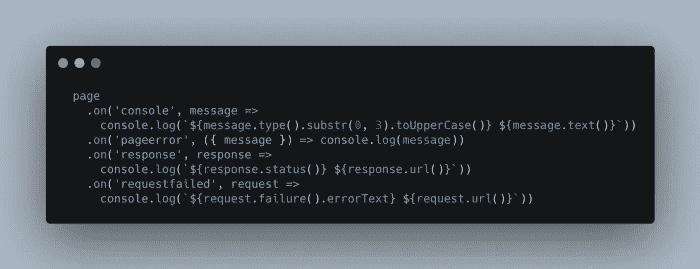 page
  .on('console', message =>
    console.log(`${message.type().substr(0, 3).toUpperCase()} ${message.text()}`))
  .on('pageerror', ({ message }) => console.log(message))
  .on('response', response =>
    console.log(`${response.status()} ${response.url()}`))
  .on('requestfailed', request =>
    console.log(`${request.failure().errorText} ${request.url()}`))